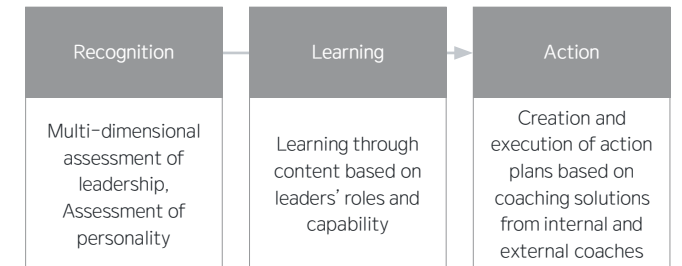 Recognition
Multi-dimensional
assessment of
leadership,
Assessment of
personality
Learning
Learning through
content based on
leaders' roles and
capability
Action
Creation and
execution of action
plans based on
coaching solutions
from internal and
external coaches